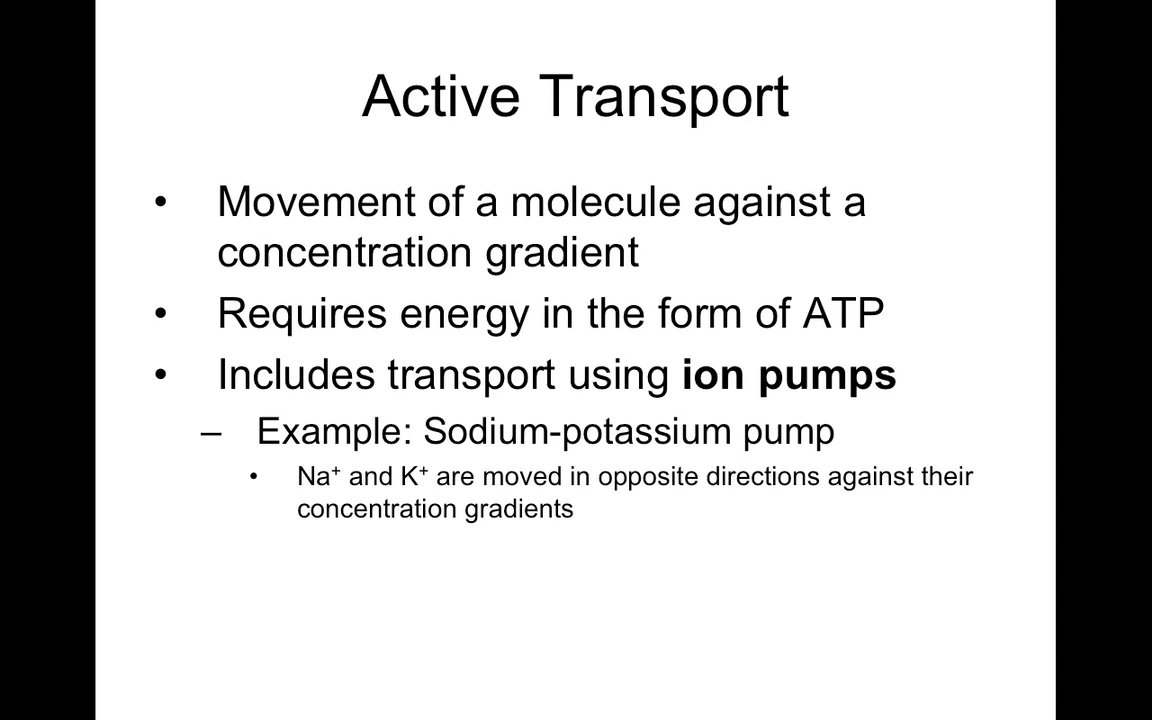 Active Transport
• Movement of a molecule against a
concentration gradient
• Requires energy in the form of ATP
• Includes transport using ion pumps
– Example: Sodium-potassium pump
• Na⁺ and K⁺ are moved in opposite directions against their
concentration gradients